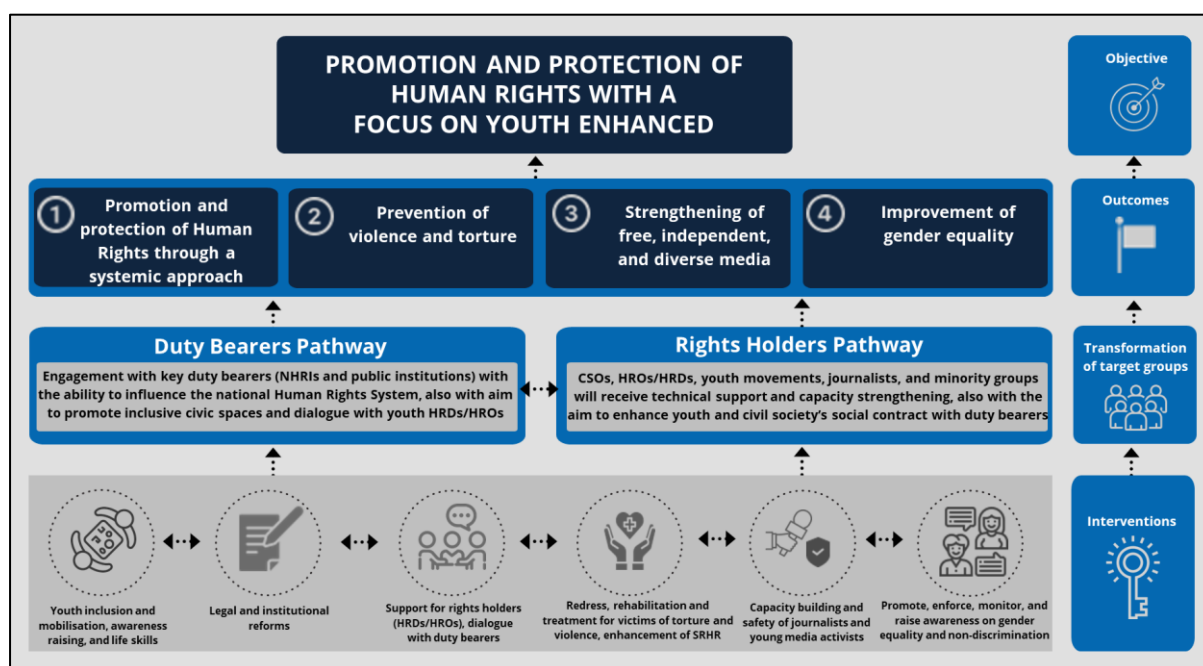 PROMOTION AND PROTECTION OF
HUMAN RIGHTS WITH A
FOCUS ON YOUTH ENHANCED
Objective
1
Promotion and
protection of Human
Rights through a
systemic approach
2
Prevention of
violence and torture
3
Strengthening of
free, independent,
and diverse media
4
Improvement of
gender equality
Outcomes
Duty Bearers Pathway
Engagement with key duty bearers (NHRIs and public institutions) with
the ability to influence the national Human Rights System, also with aim
to promote inclusive civic spaces and dialogue with youth HRDs/HROs
Rights Holders Pathway
CSOs, HROs/HRDs, youth movements, journalists, and minority groups
will receive technical support and capacity strengthening, also with the
aim to enhance youth and civil society's social contract with duty bearers
Transformation
of target groups
Youth inclusion and
mobilisation, awareness
raising, and life skills
Legal and institutional
reforms
Support for rights holders
(HRDs/HROs), dialogue
with duty bearers
Redress, rehabilitation and
treatment for victims of torture and
violence, enhancement of SRHR
Capacity building and
safety of journalists and
young media activists
Promote, enforce, monitor, and
raise awareness on gender
equality and non-discrimination
Interventions